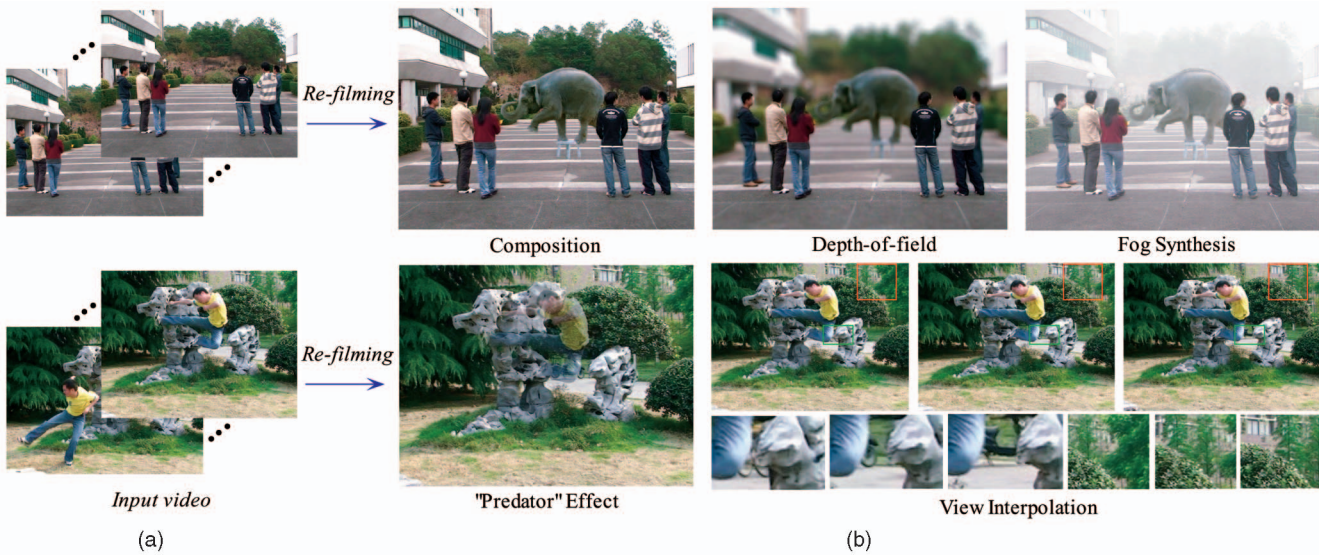 Re-filming
Composition
Depth-of-field
Fog Synthesis
Re-filming
Input video
"Predator" Effect
View Interpolation
(a)
(b)